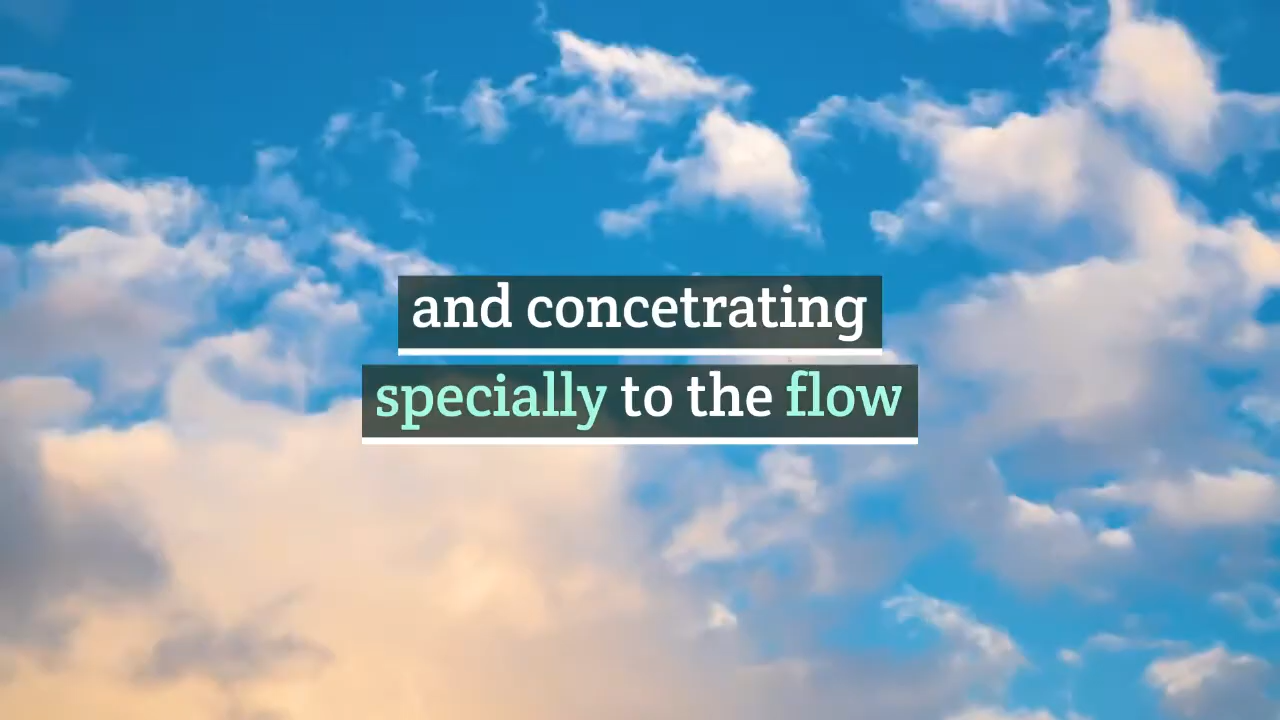 and concetrating
specially to the flow